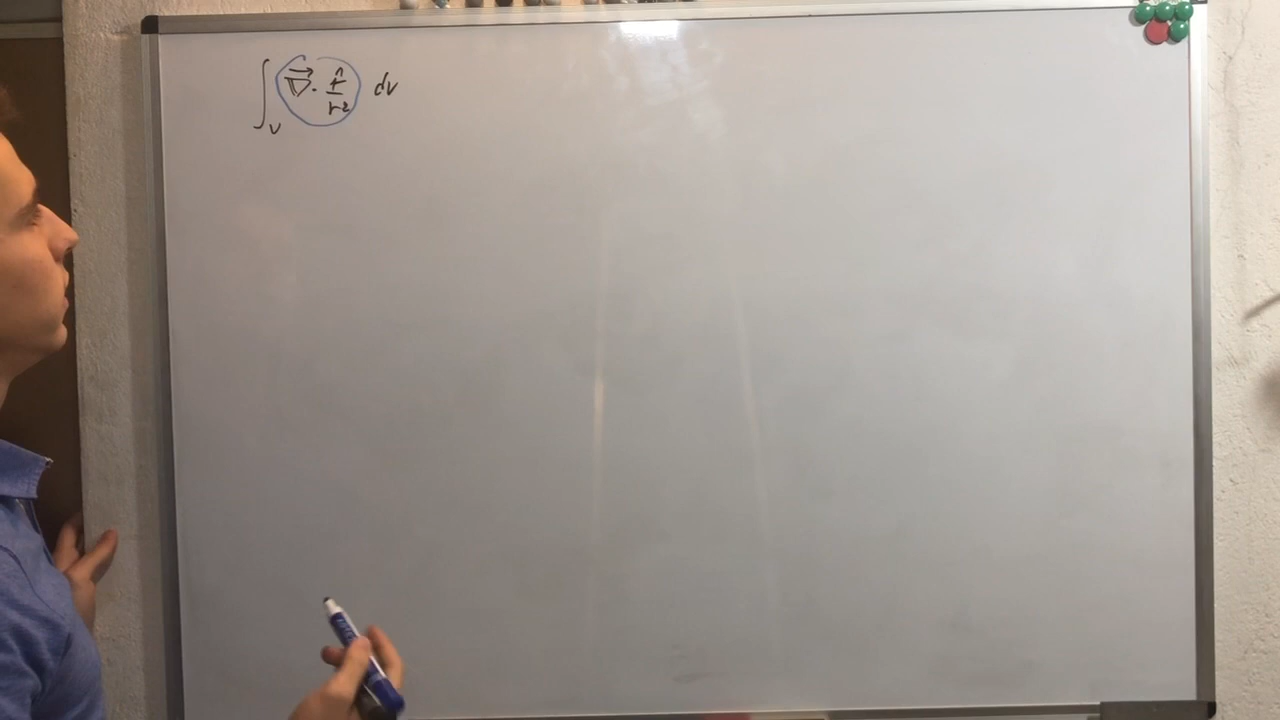 ∫_V ∇⃗ · r̂/r² dV